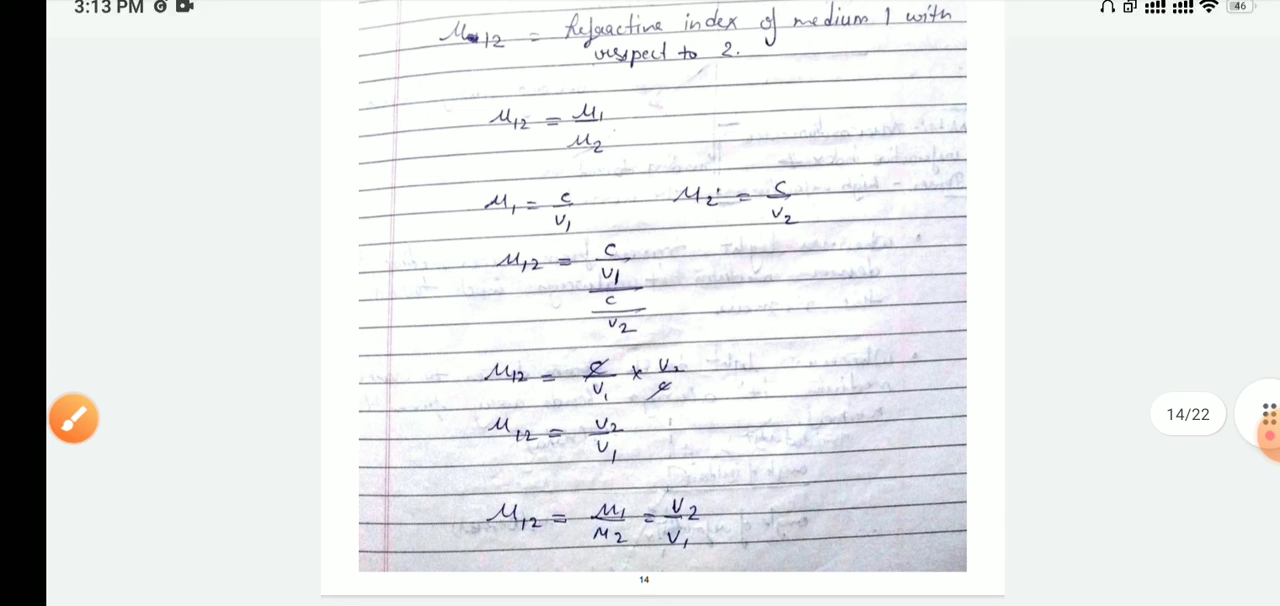 3:13 PM
46
μ12 = Refractive index of medium 1 with
respect to 2.
μ12 = μ1/μ2
μ1 = c/v1    μ2 = c/v2
μ12 = (c/v1)/(c/v2)
μ12 = c/v1 × v2/c
μ12 = v2/v1
μ12 = μ1/μ2 = v2/v1
14/22
14